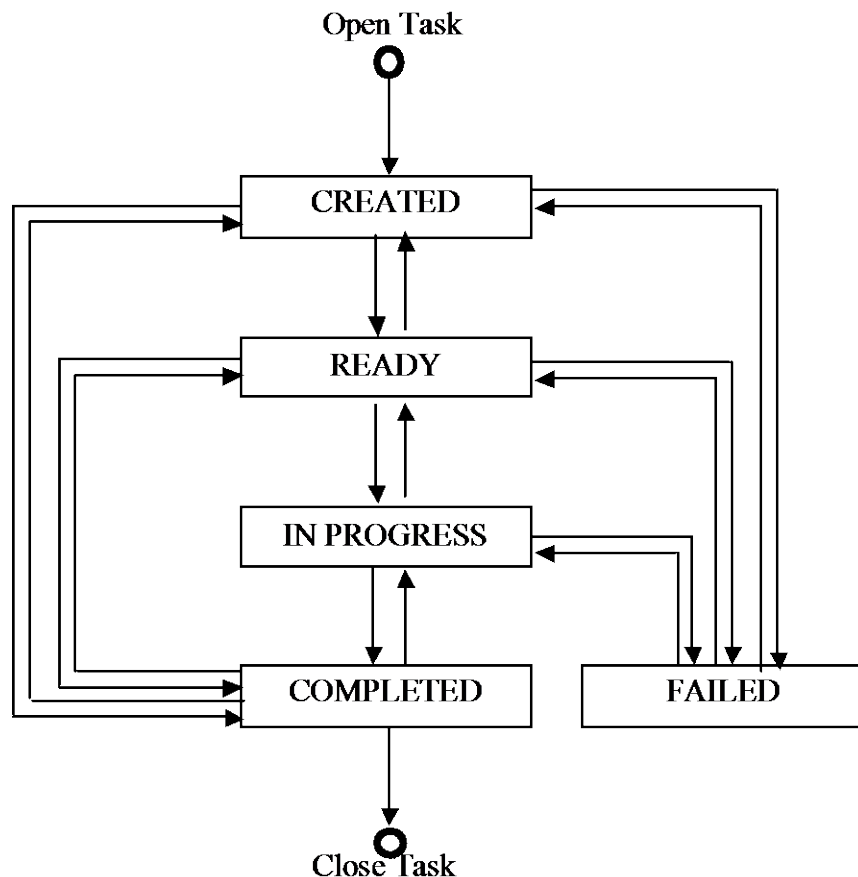 Open Task
CREATED
READY
IN PROGRESS
COMPLETED
FAILED
Close Task